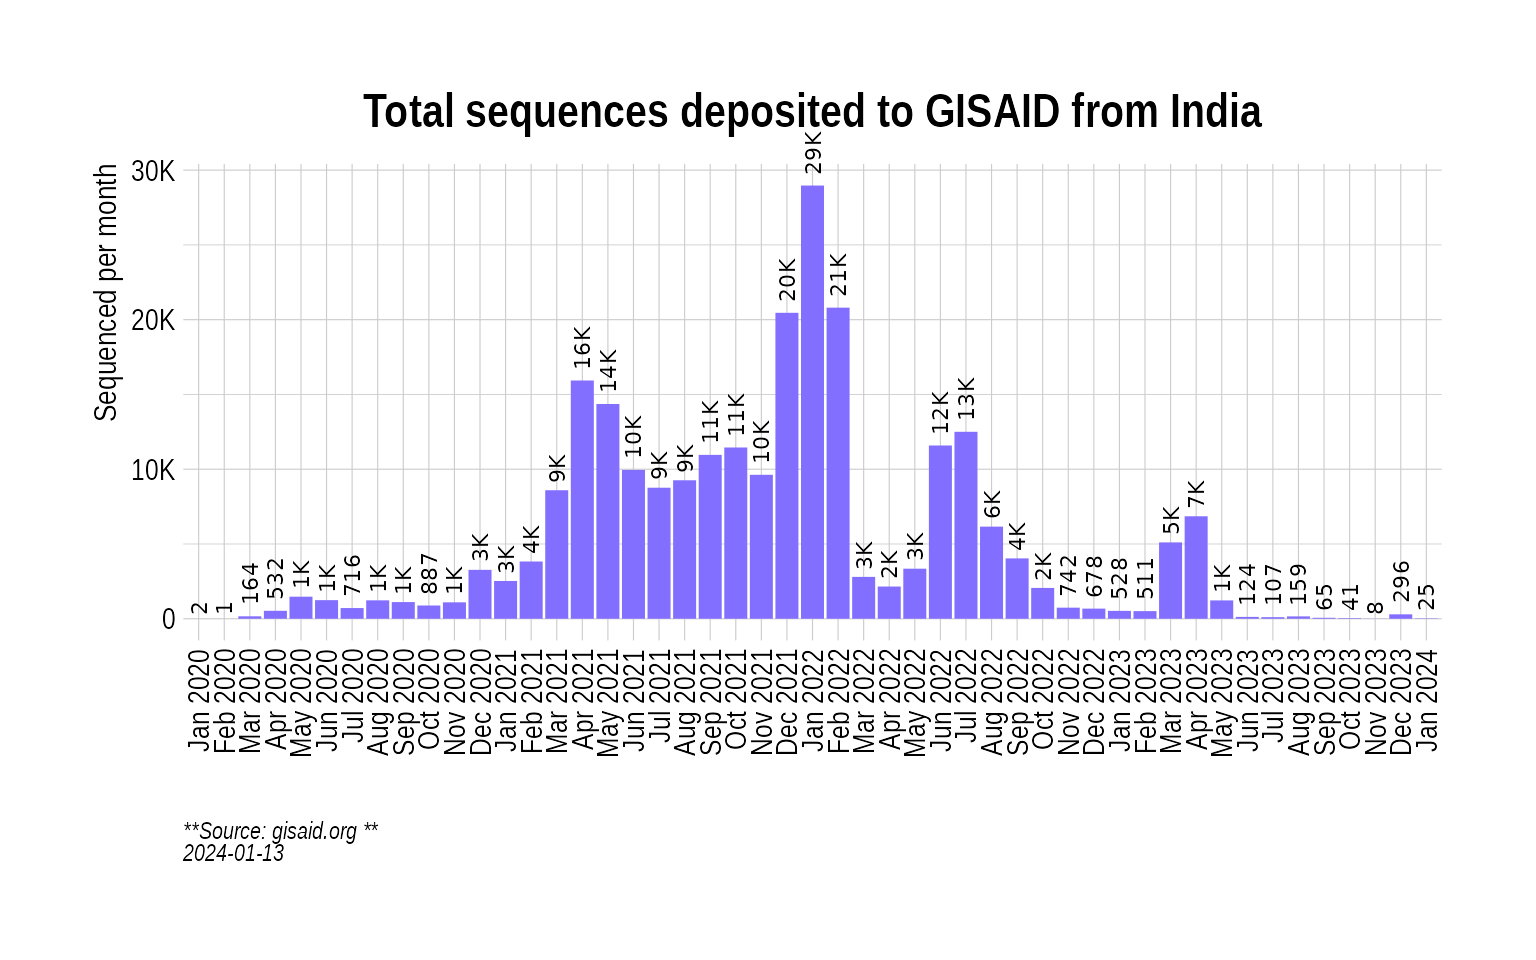 Total sequences deposited to GISAID from India
Sequenced per month
30K
20K
10K
0
2
1
164
532
1K
1K
716
1K
1K
887
1K
3K
3K
4K
9K
16K
14K
10K
9K
9K
11K
11K
10K
20K
29K
21K
3K
2K
3K
12K
13K
6K
4K
2K
742
678
528
511
5K
7K
1K
124
107
159
65
41
8
296
25
Jan 2020
Feb 2020
Mar 2020
Apr 2020
May 2020
Jun 2020
Jul 2020
Aug 2020
Sep 2020
Oct 2020
Nov 2020
Dec 2020
Jan 2021
Feb 2021
Mar 2021
Apr 2021
May 2021
Jun 2021
Jul 2021
Aug 2021
Sep 2021
Oct 2021
Nov 2021
Dec 2021
Jan 2022
Feb 2022
Mar 2022
Apr 2022
May 2022
Jun 2022
Jul 2022
Aug 2022
Sep 2022
Oct 2022
Nov 2022
Dec 2022
Jan 2023
Feb 2023
Mar 2023
Apr 2023
May 2023
Jun 2023
Jul 2023
Aug 2023
Sep 2023
Oct 2023
Nov 2023
Dec 2023
Jan 2024
**Source: gisaid.org **
2024-01-13